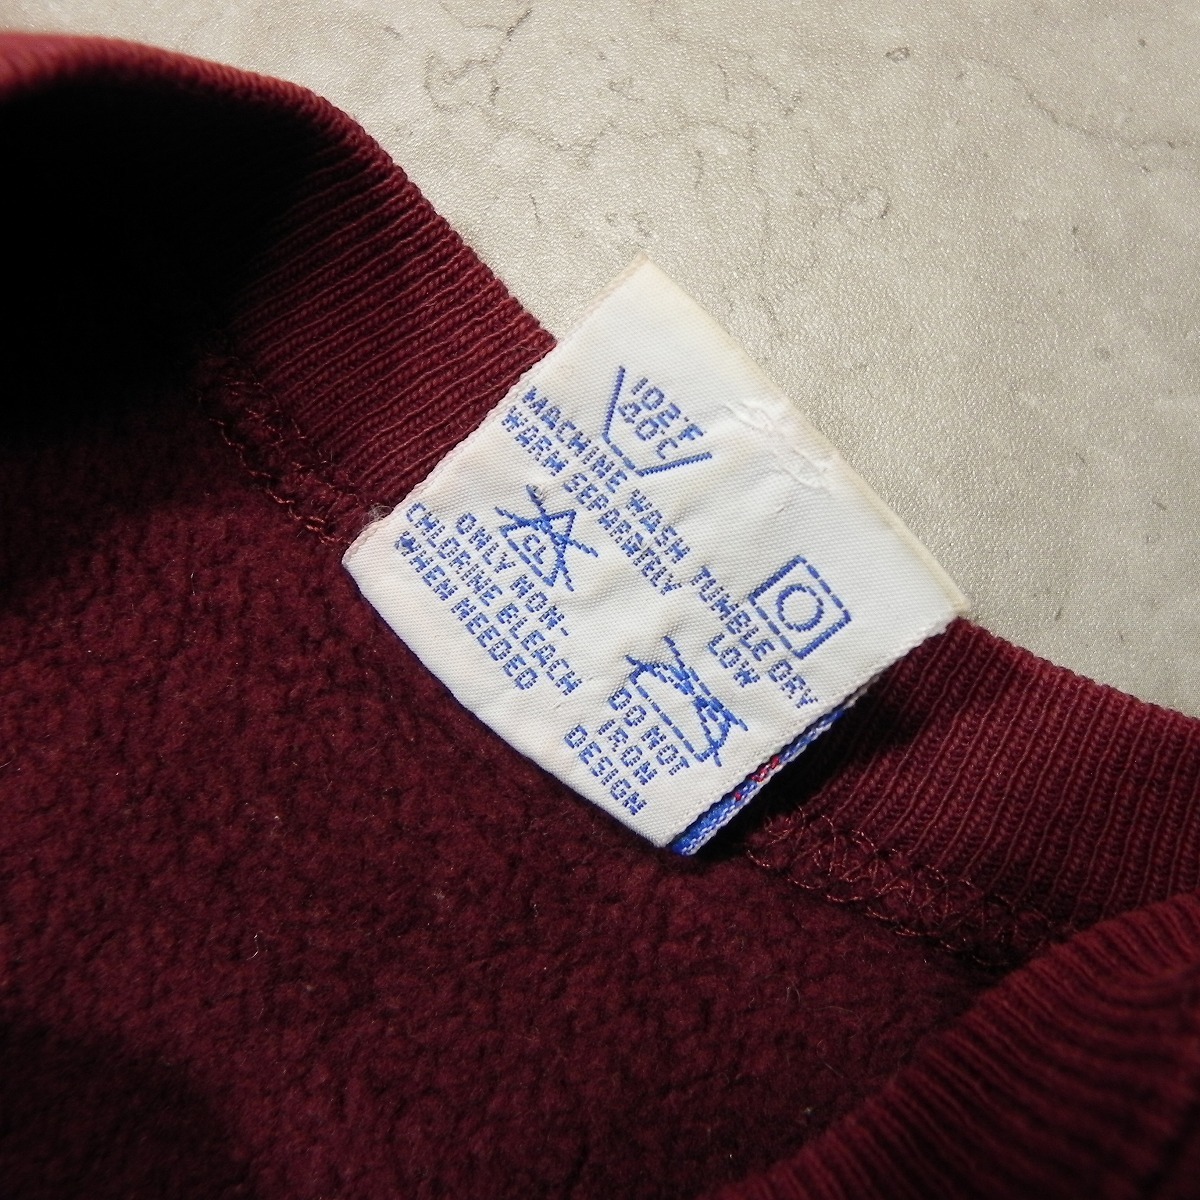 102°F
40°C
MACHINE WASH
WARM SEPARATELY
TUMBLE DRY
LOW
CL
ONLY NON-
CHLORINE BLEACH
WHEN NEEDED
DO NOT
IRON
DESIGN